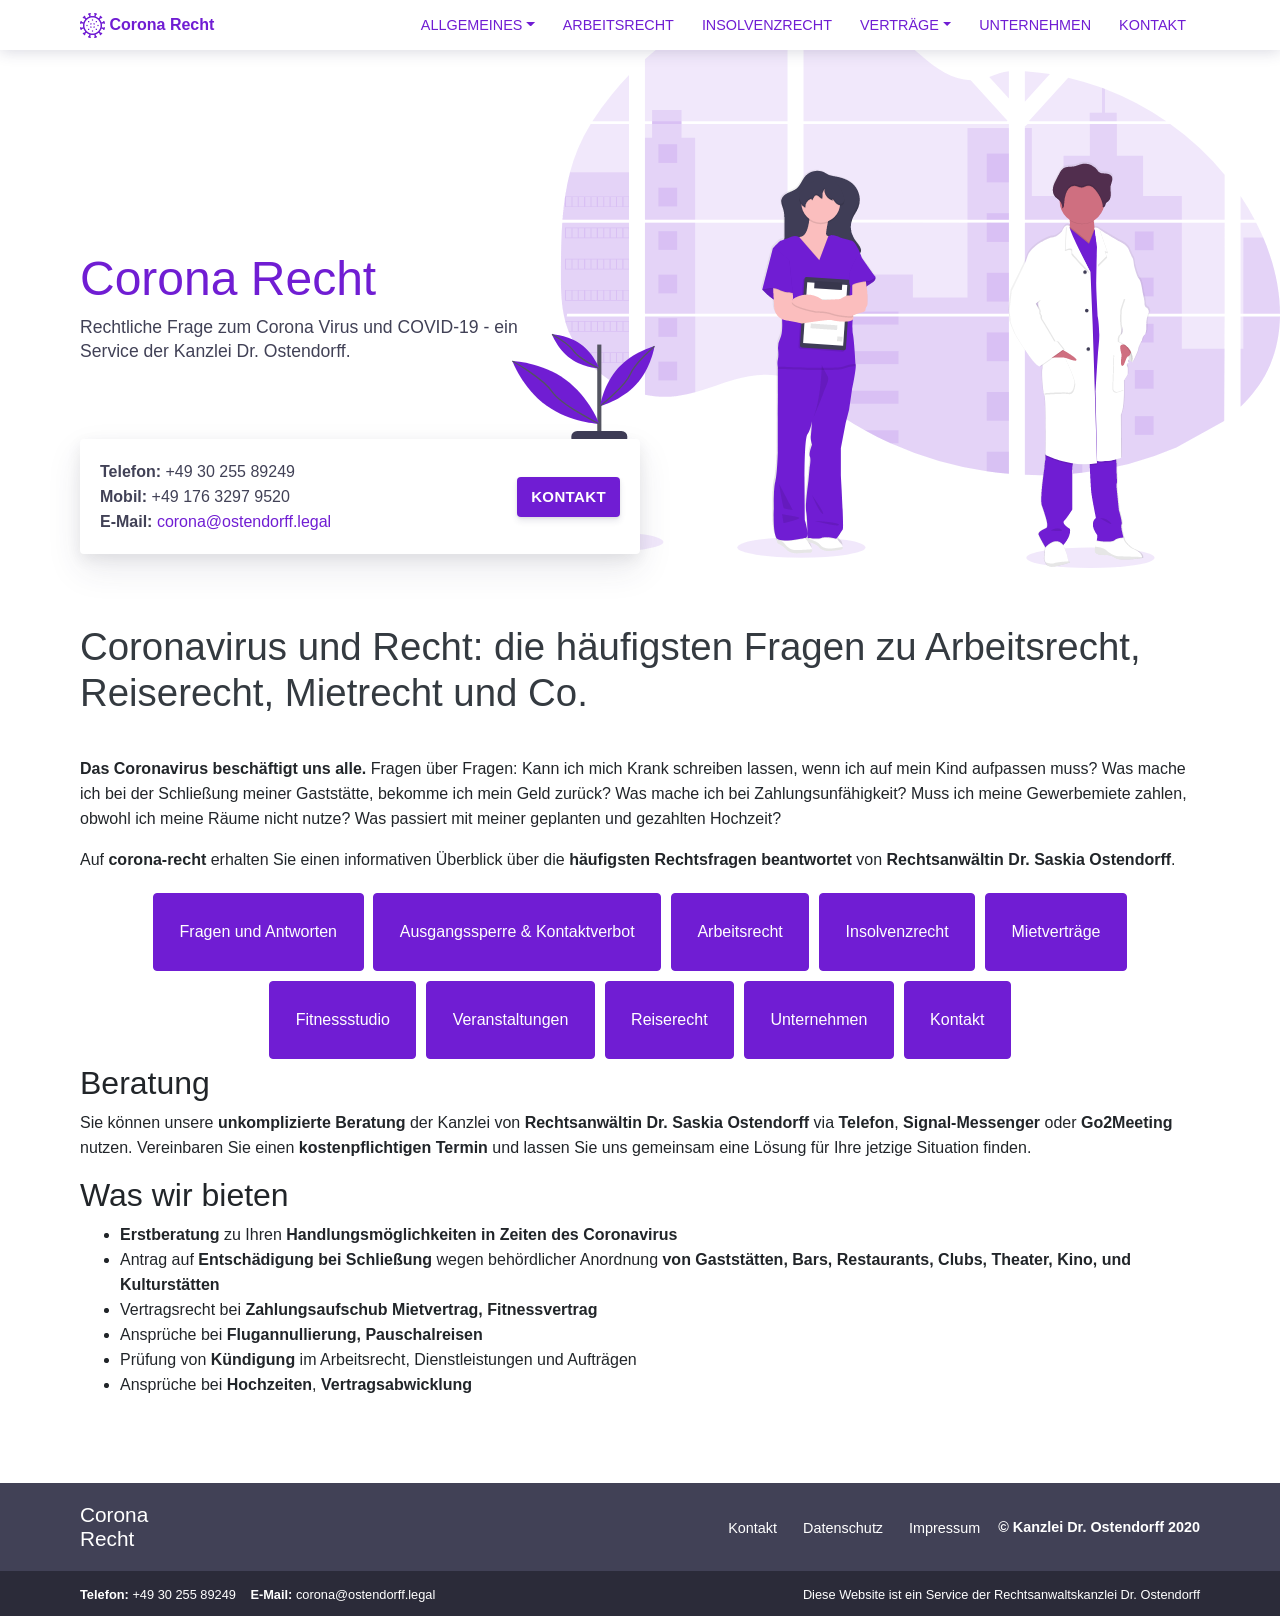 Corona Recht
ALLGEMEINES
ARBEITSRECHT
INSOLVENZRECHT
VERTRÄGE
UNTERNEHMEN
KONTAKT
Corona Recht
Rechtliche Frage zum Corona Virus und COVID-19 - ein
Service der Kanzlei Dr. Ostendorff.
Telefon: +49 30 255 89249
Mobil: +49 176 3297 9520
E-Mail: corona@ostendorff.legal
KONTAKT
Coronavirus und Recht: die häufigsten Fragen zu Arbeitsrecht,
Reiserecht, Mietrecht und Co.
Das Coronavirus beschäftigt uns alle. Fragen über Fragen: Kann ich mich Krank schreiben lassen, wenn ich auf mein Kind aufpassen muss? Was mache
ich bei der Schließung meiner Gaststätte, bekomme ich mein Geld zurück? Was mache ich bei Zahlungsunfähigkeit? Muss ich meine Gewerbemiete zahlen,
obwohl ich meine Räume nicht nutze? Was passiert mit meiner geplanten und gezahlten Hochzeit?
Auf corona-recht erhalten Sie einen informativen Überblick über die häufigsten Rechtsfragen beantwortet von Rechtsanwältin Dr. Saskia Ostendorff.
Fragen und Antworten
Ausgangssperre & Kontaktverbot
Arbeitsrecht
Insolvenzrecht
Mietverträge
Fitnessstudio
Veranstaltungen
Reiserecht
Unternehmen
Kontakt
Beratung
Sie können unsere unkomplizierte Beratung der Kanzlei von Rechtsanwältin Dr. Saskia Ostendorff via Telefon, Signal-Messenger oder Go2Meeting
nutzen. Vereinbaren Sie einen kostenpflichtigen Termin und lassen Sie uns gemeinsam eine Lösung für Ihre jetzige Situation finden.
Was wir bieten
• Erstberatung zu Ihren Handlungsmöglichkeiten in Zeiten des Coronavirus
• Antrag auf Entschädigung bei Schließung wegen behördlicher Anordnung von Gaststätten, Bars, Restaurants, Clubs, Theater, Kino, und
Kulturstätten
• Vertragsrecht bei Zahlungsaufschub Mietvertrag, Fitnessvertrag
• Ansprüche bei Flugannullierung, Pauschalreisen
• Prüfung von Kündigung im Arbeitsrecht, Dienstleistungen und Aufträgen
• Ansprüche bei Hochzeiten, Vertragsabwicklung
Corona
Recht
Kontakt
Datenschutz
Impressum
© Kanzlei Dr. Ostendorff 2020
Telefon: +49 30 255 89249 E-Mail: corona@ostendorff.legal
Diese Website ist ein Service der Rechtsanwaltskanzlei Dr. Ostendorff